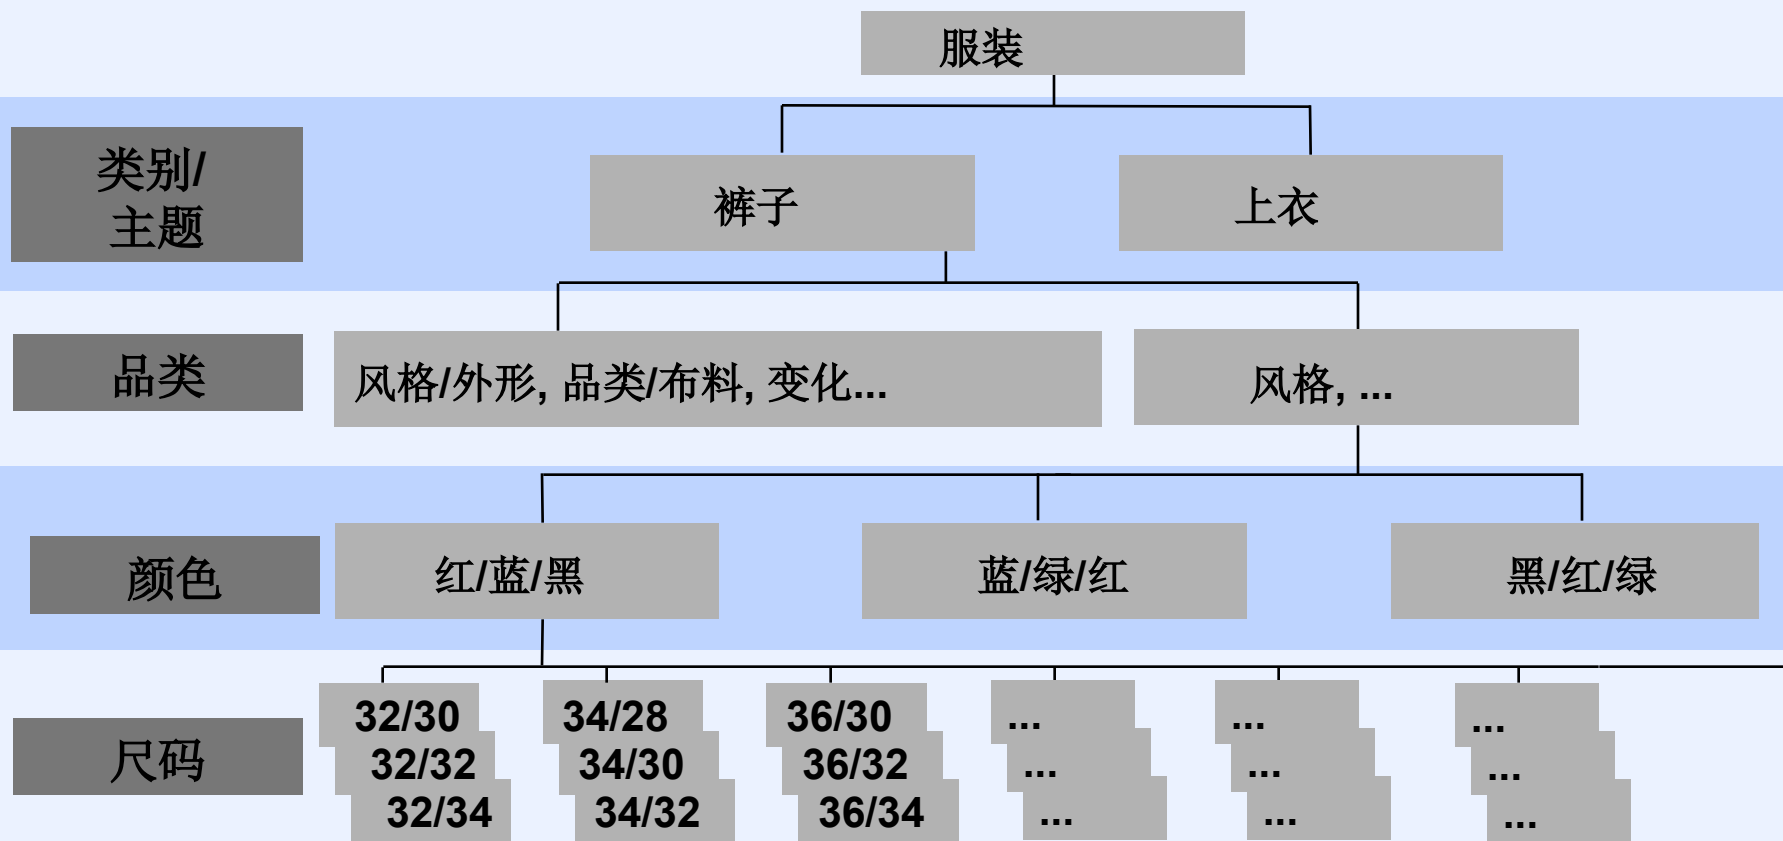 服装
类别/
主题
裤子
上衣
品类
风格/外形, 品类/布料, 变化...
风格, ...
颜色
红/蓝/黑
蓝/绿/红
黑/红/绿
尺码
32/30
32/32
32/34
34/28
34/30
34/32
36/30
36/32
36/34
...
...
...
...
...
...
...
...
...